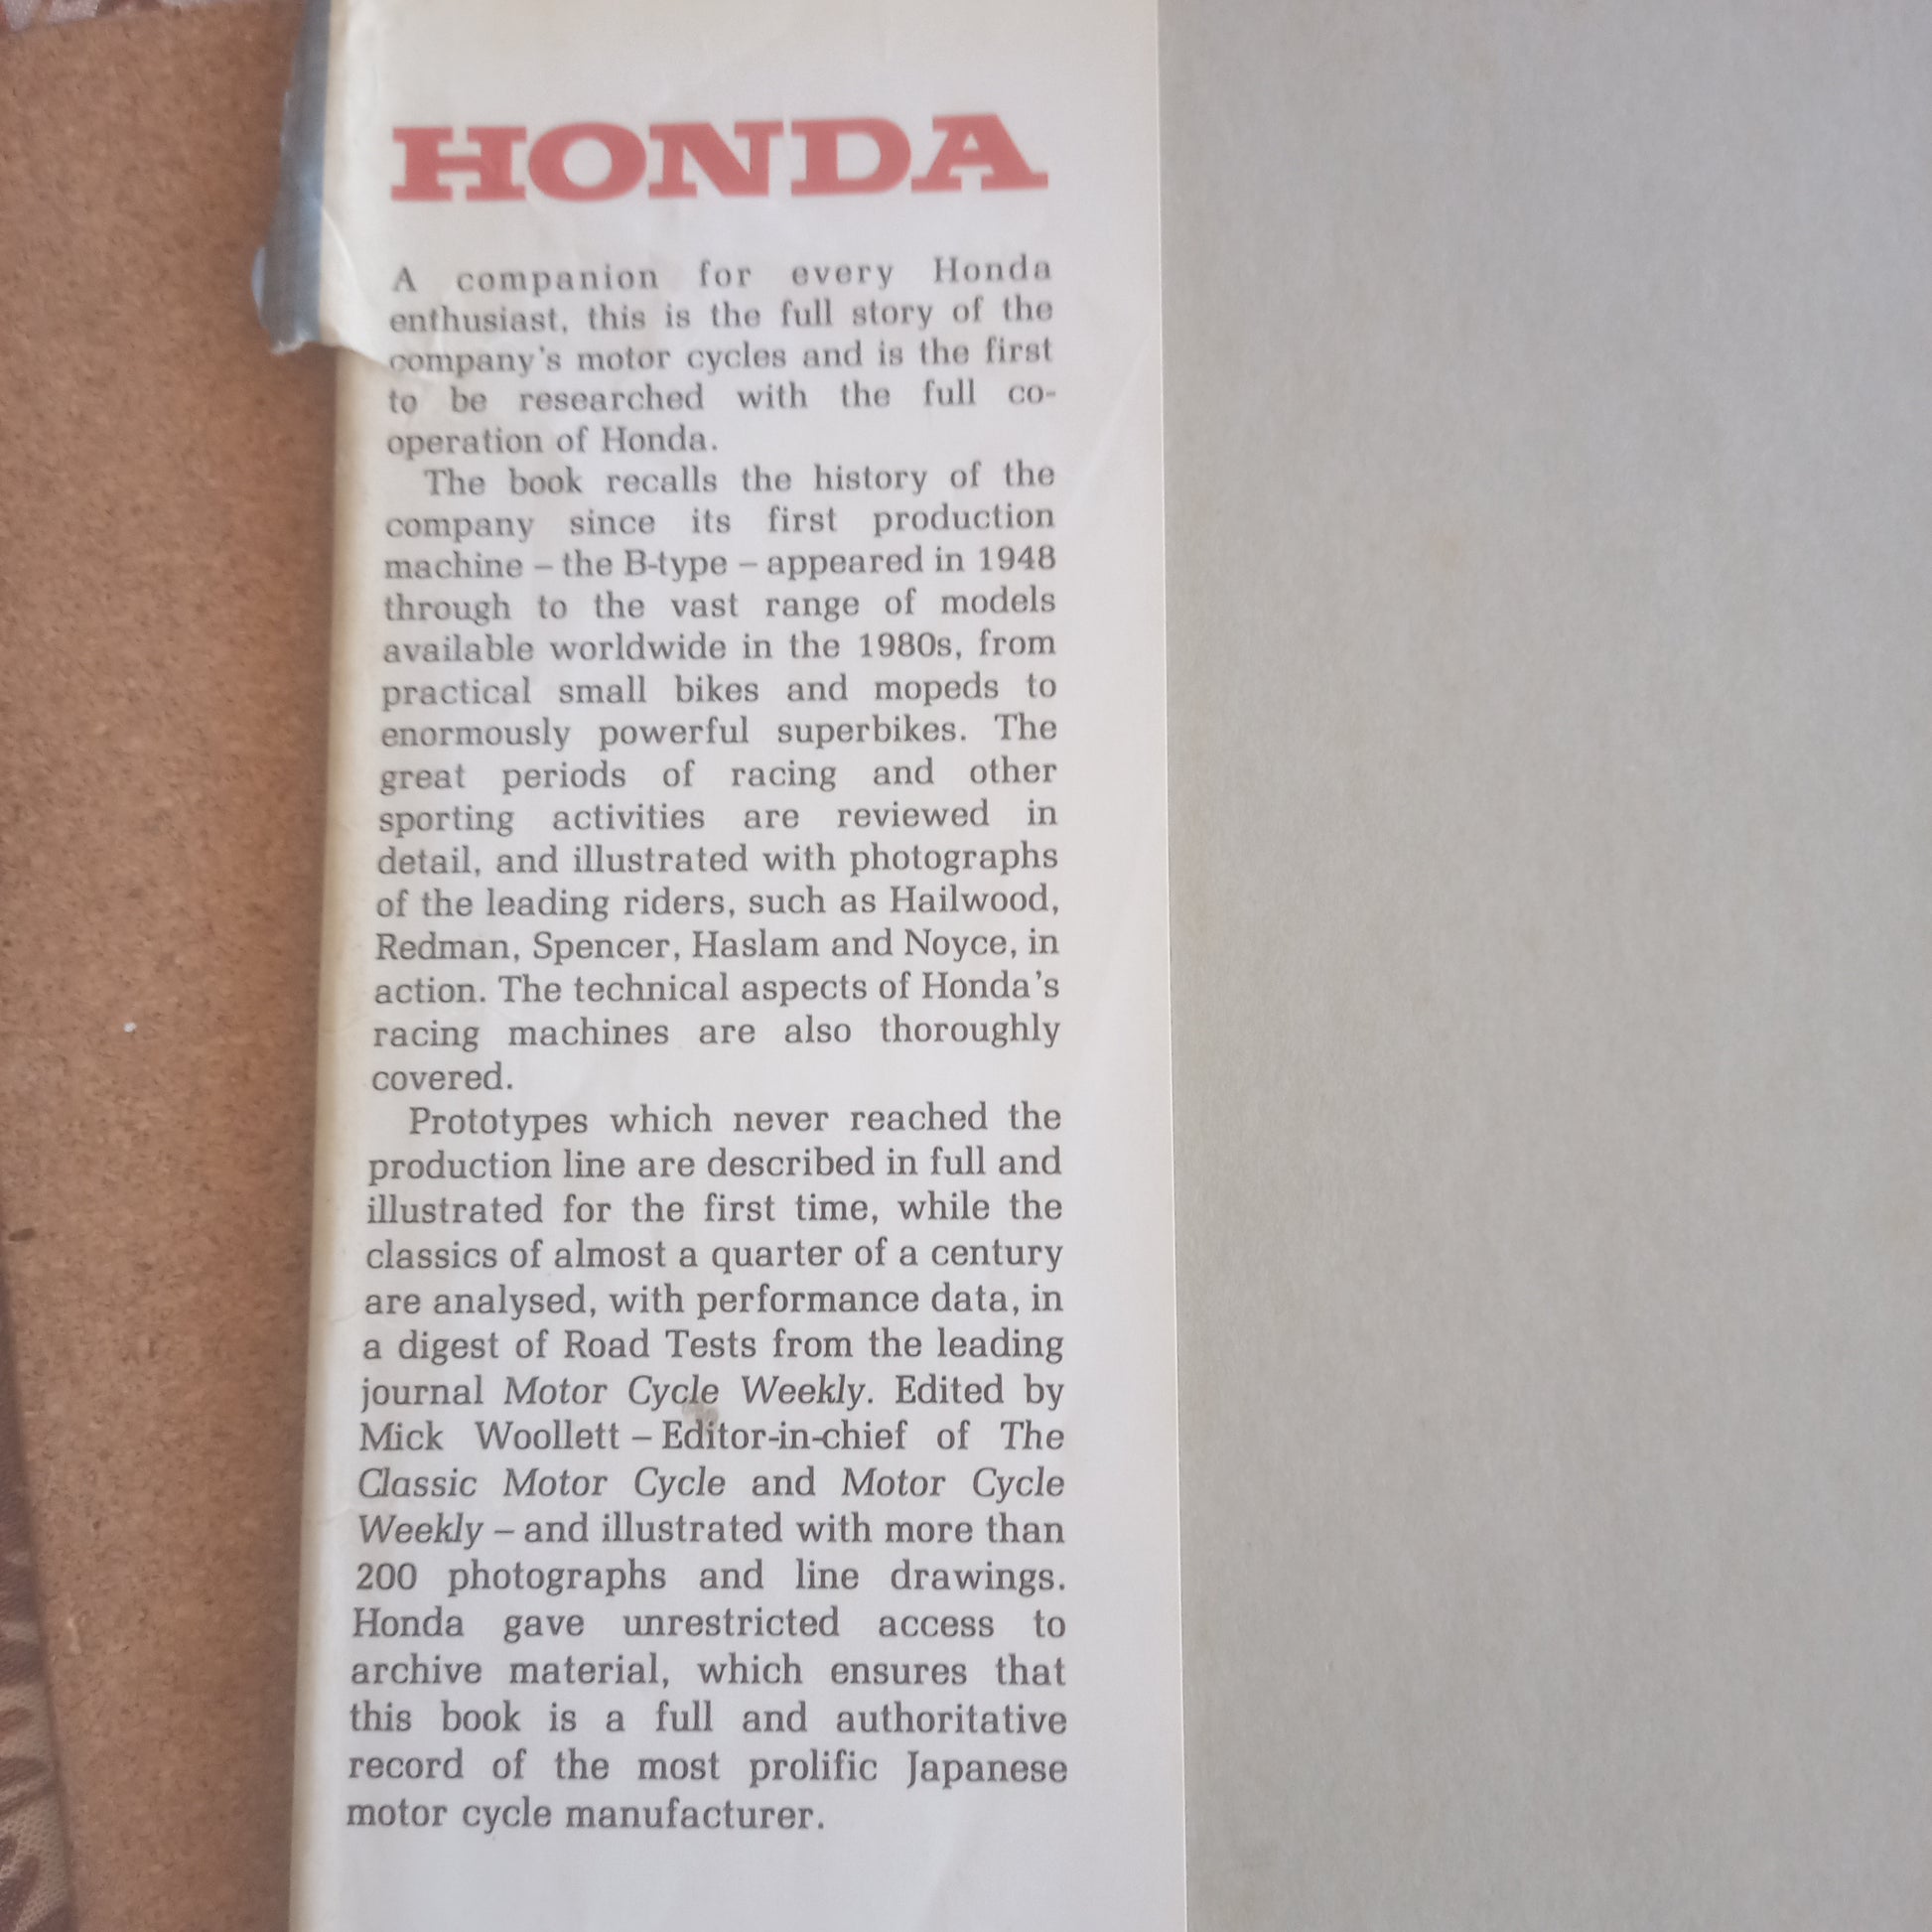 HONDA
A companion for every Honda
enthusiast, this is the full story of the
company's motor cycles and is the first
to be researched with the full co-
operation of Honda.
The book recalls the history of the
company since its first production
machine – the B-type – appeared in 1948
through to the vast range of models
available worldwide in the 1980s, from
practical small bikes and mopeds to
enormously powerful superbikes. The
great periods of racing and other
sporting activities are reviewed in
detail, and illustrated with photographs
of the leading riders, such as Hailwood,
Redman, Spencer, Haslam and Noyce, in
action. The technical aspects of Honda's
racing machines are also thoroughly
covered.
Prototypes which never reached the
production line are described in full and
illustrated for the first time, while the
classics of almost a quarter of a century
are analysed, with performance data, in
a digest of Road Tests from the leading
journal Motor Cycle Weekly. Edited by
Mick Woollett – Editor-in-chief of The
Classic Motor Cycle and Motor Cycle
Weekly – and illustrated with more than
200 photographs and line drawings.
Honda gave unrestricted access to
archive material, which ensures that
this book is a full and authoritative
record of the most prolific Japanese
motor cycle manufacturer.